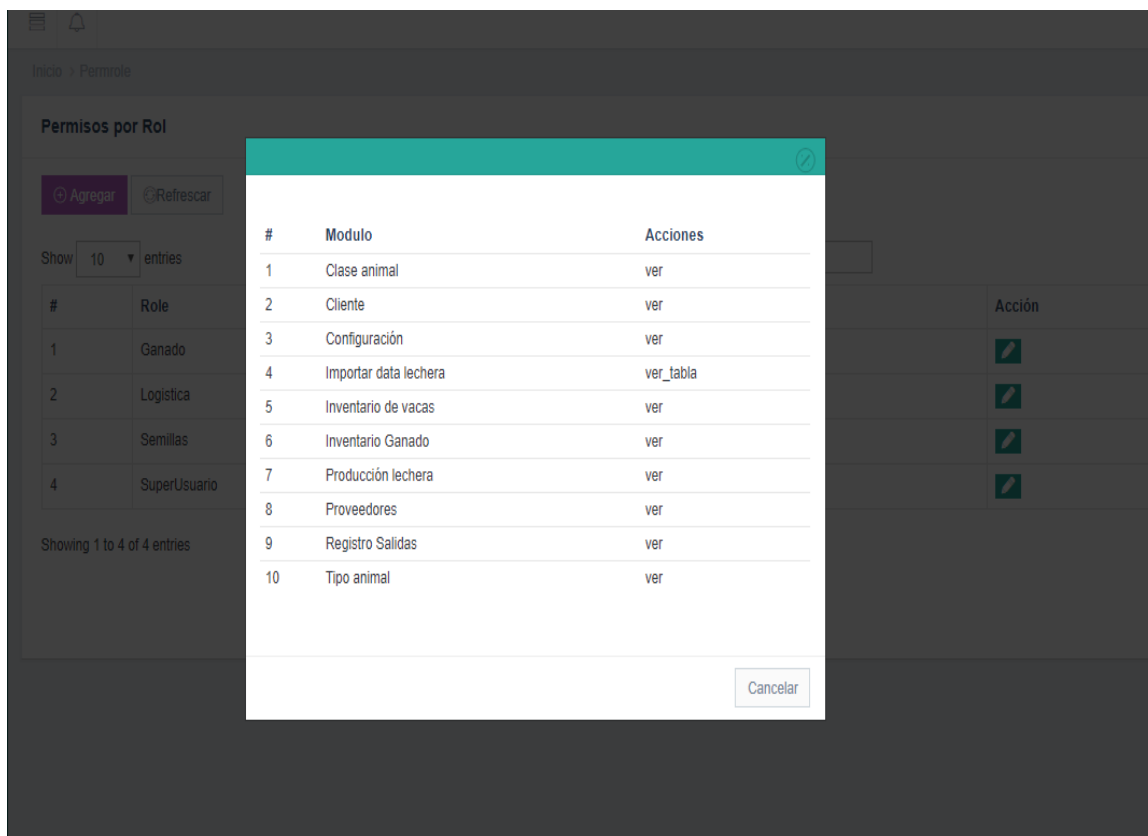 Inicio > Permrole
Permisos por Rol
Agregar Refrescar
Show 10 entries
# Role Acción
1 Ganado
2 Logistica
3 Semillas
4 SuperUsuario
Showing 1 to 4 of 4 entries
# Modulo Acciones
1 Clase animal ver
2 Cliente ver
3 Configuración ver
4 Importar data lechera ver_tabla
5 Inventario de vacas ver
6 Inventario Ganado ver
7 Producción lechera ver
8 Proveedores ver
9 Registro Salidas ver
10 Tipo animal ver
Cancelar